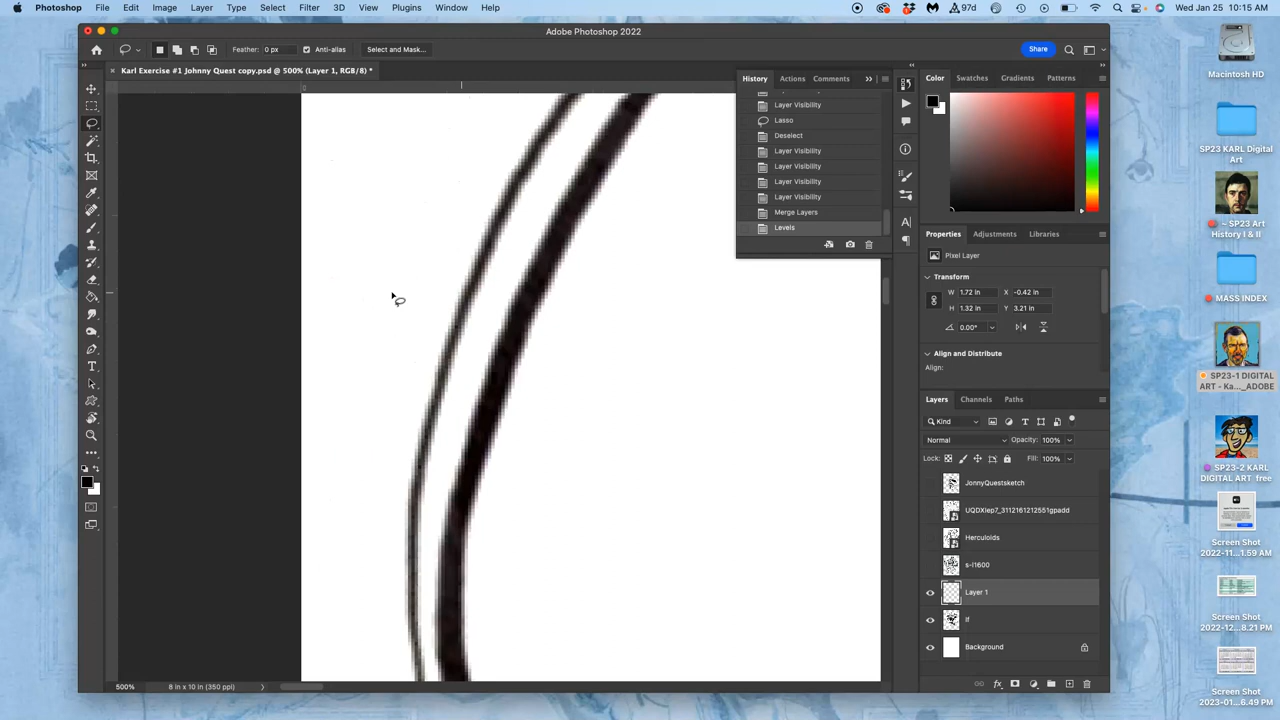 Photoshop File Edit Image Layer Type Select Filter 3D View Plugins Window Help 97d Wed Jan 25 10:15 AM
Adobe Photoshop 2022
Feather: 0 px Anti-alias Select and Mask... Share
Karl Exercise #1 Johnny Quest copy.psd @ 500% (Layer 1, RGB/8) *
History Actions Comments
Layer Visibility
Lasso
Deselect
Layer Visibility
Layer Visibility
Layer Visibility
Layer Visibility
Merge Layers
Levels
Color Swatches Gradients Patterns
Properties Adjustments Libraries
Pixel Layer
Transform
W 1.72 in X -0.42 in
H 1.32 in Y 3.21 in
0.00°
Align and Distribute
Align:
Layers Channels Paths
Kind
Normal Opacity: 100%
Lock: Fill: 100%
JonnyQuestsketch
UQDXIep7_3112161212551gpadd
Herculoids
s-l1600
Layer 1
If
Background
500% 8 in x 10 in (350 ppi)
Macintosh HD
SP23 KARL Digital
Art
~ SP23 Art
History I & II
MASS INDEX
SP23-1 DIGITAL
ART - Ka..._ADOBE
SP23-2 KARL
DIGITAL ART free
Screen Shot
2022-11...1.59 AM
Screen Shot
2022-12...8.21 PM
Screen Shot
2023-01...6.49 PM